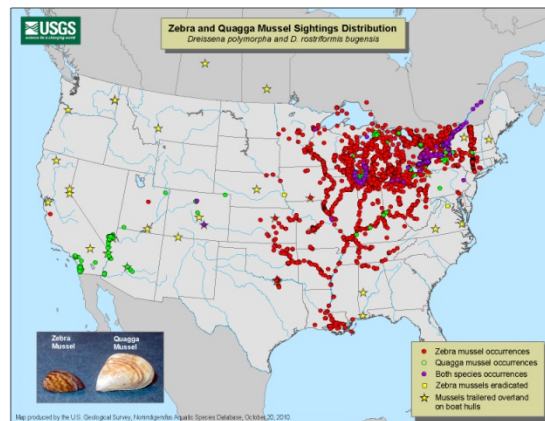 USGS
science for a changing world
Zebra and Quagga Mussel Sightings Distribution
Dreissena polymorpha and D. rostriformis bugensis
Zebra
Mussel
Quagga
Mussel
Zebra mussel occurrences
Quagga mussel occurrences
Both species occurrences
Zebra mussels eradicated
Mussels trailered overland
on boat hulls
Map produced by the U.S. Geological Survey, Nonindigenous Aquatic Species Database, October 20, 2010.